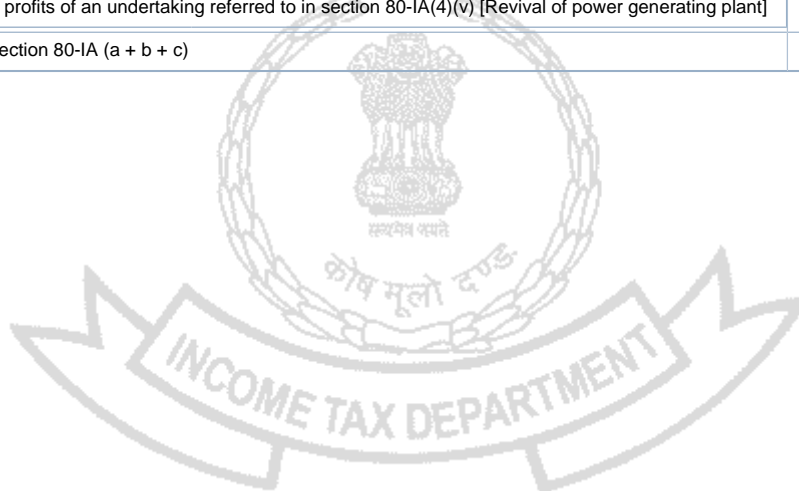 profits of an undertaking referred to in section 80-IA(4)(v) [Revival of power generating plant]
ection 80-IA (a + b + c)
सत्यमेव जयते
कोष मूलो दण्डः
INCOME TAX DEPARTMENT